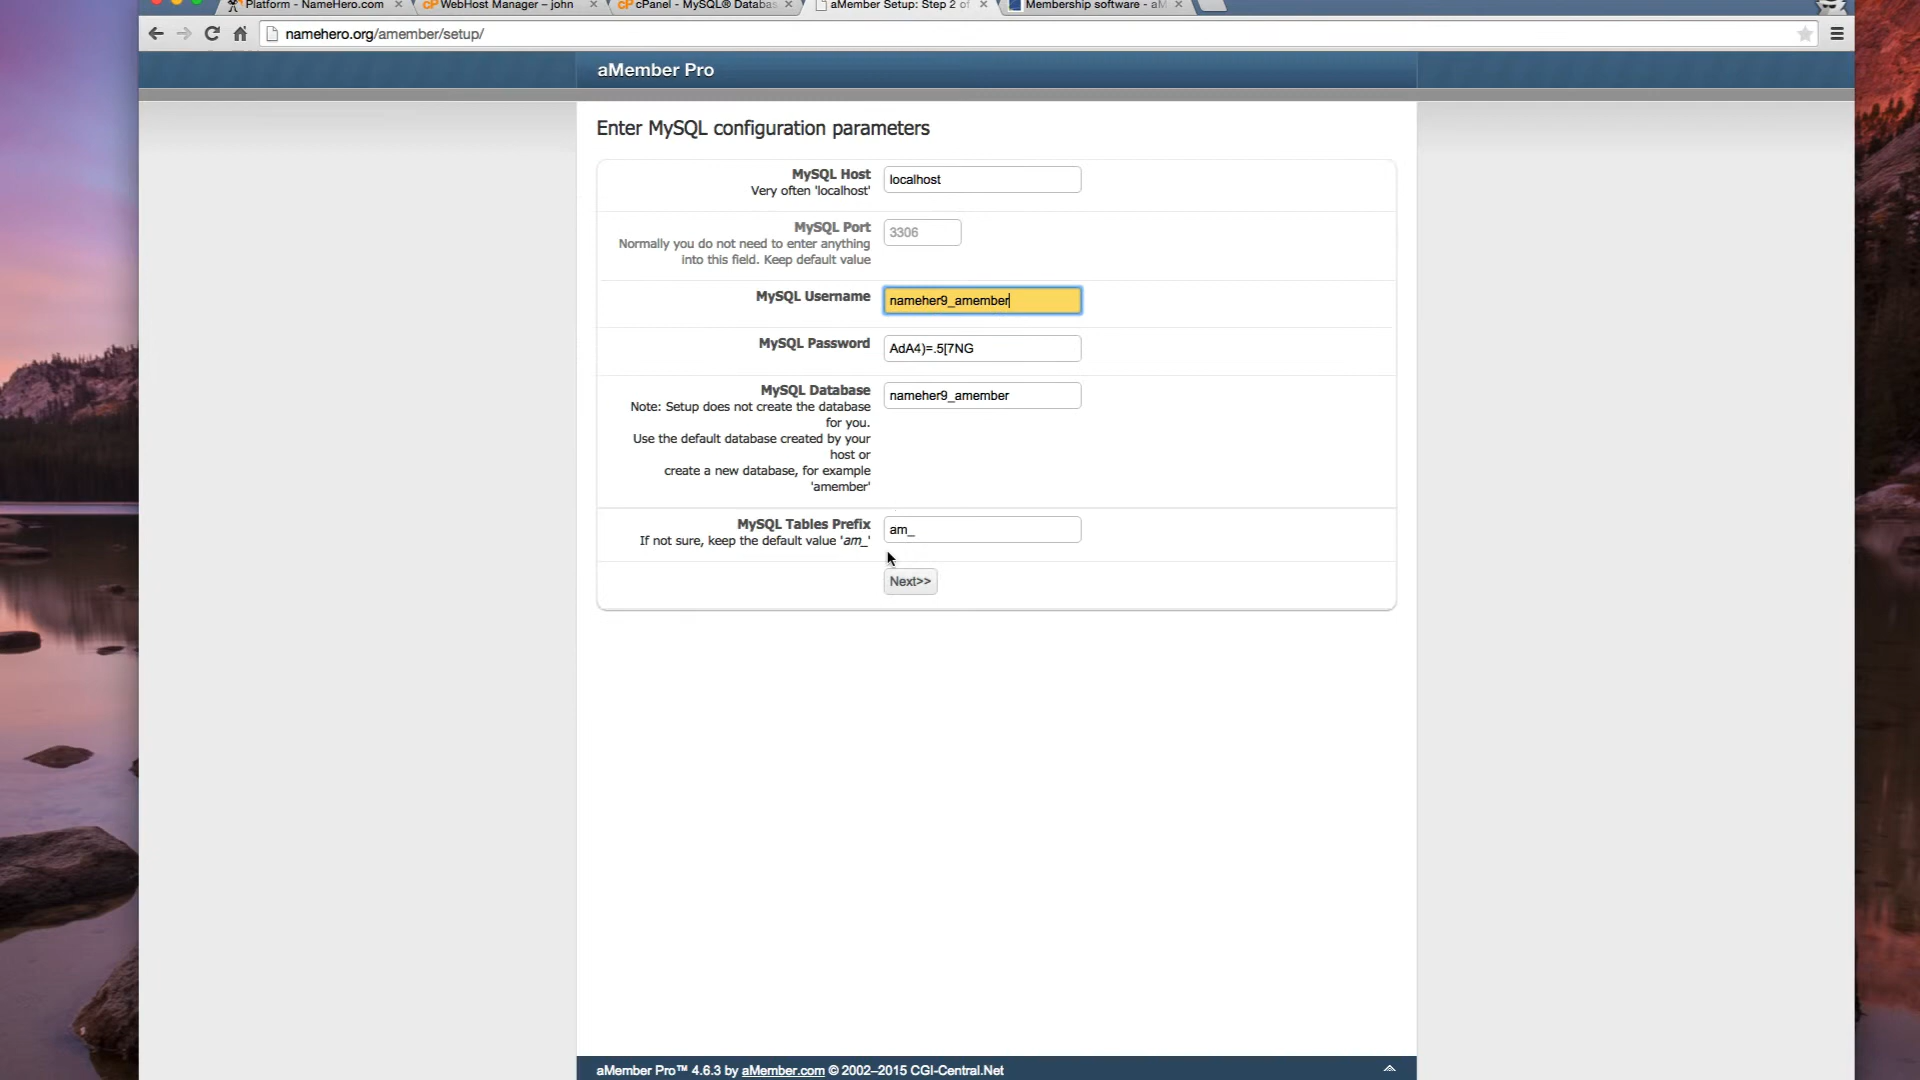 Platform - NameHero.com
WebHost Manager – john
cPanel - MySQL® Databas
aMember Setup: Step 2 of
Membership software - aM
namehero.org/amember/setup/
aMember Pro
Enter MySQL configuration parameters
MySQL Host
Very often 'localhost'
localhost
MySQL Port
Normally you do not need to enter anything
into this field. Keep default value
3306
MySQL Username
nameher9_amember
MySQL Password
AdA4)=.5[7NG
MySQL Database
Note: Setup does not create the database
for you.
Use the default database created by your
host or
create a new database, for example
'amember'
nameher9_amember
MySQL Tables Prefix
If not sure, keep the default value 'am_'
am_
Next>>
aMember Pro™ 4.6.3 by aMember.com © 2002–2015 CGI-Central.Net